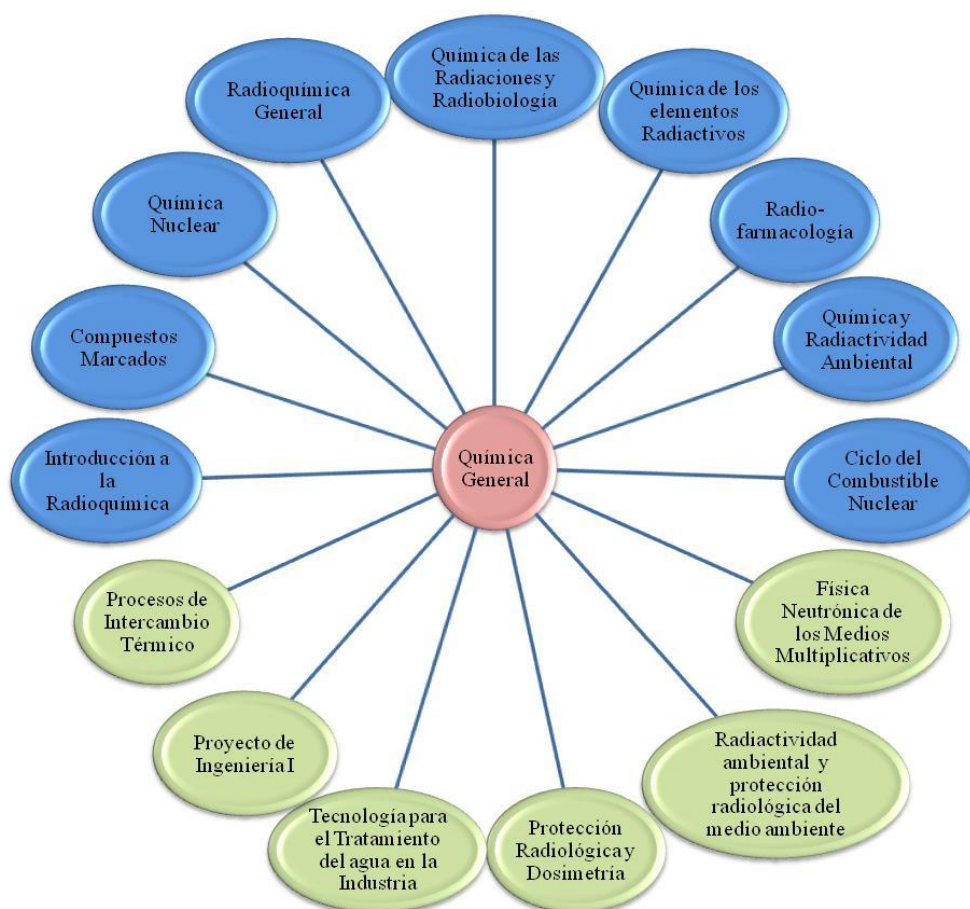 Química de las
Radiaciones y
Radiobiología
Radioquímica
General
Química de los
elementos
Radiactivos
Química
Nuclear
Radio-
farmacología
Compuestos
Marcados
Química y
Radiactividad
Ambiental
Introducción a
la
Radioquímica
Química
General
Ciclo del
Combustible
Nuclear
Procesos de
Intercambio
Térmico
Física
Neutrónica de
los Medios
Multiplicativos
Proyecto de
Ingeniería I
Radiactividad
ambiental y
protección
radiológica del
medio ambiente
Tecnología para
el Tratamiento
del agua en la
Industria
Protección
Radiológica y
Dosimetría